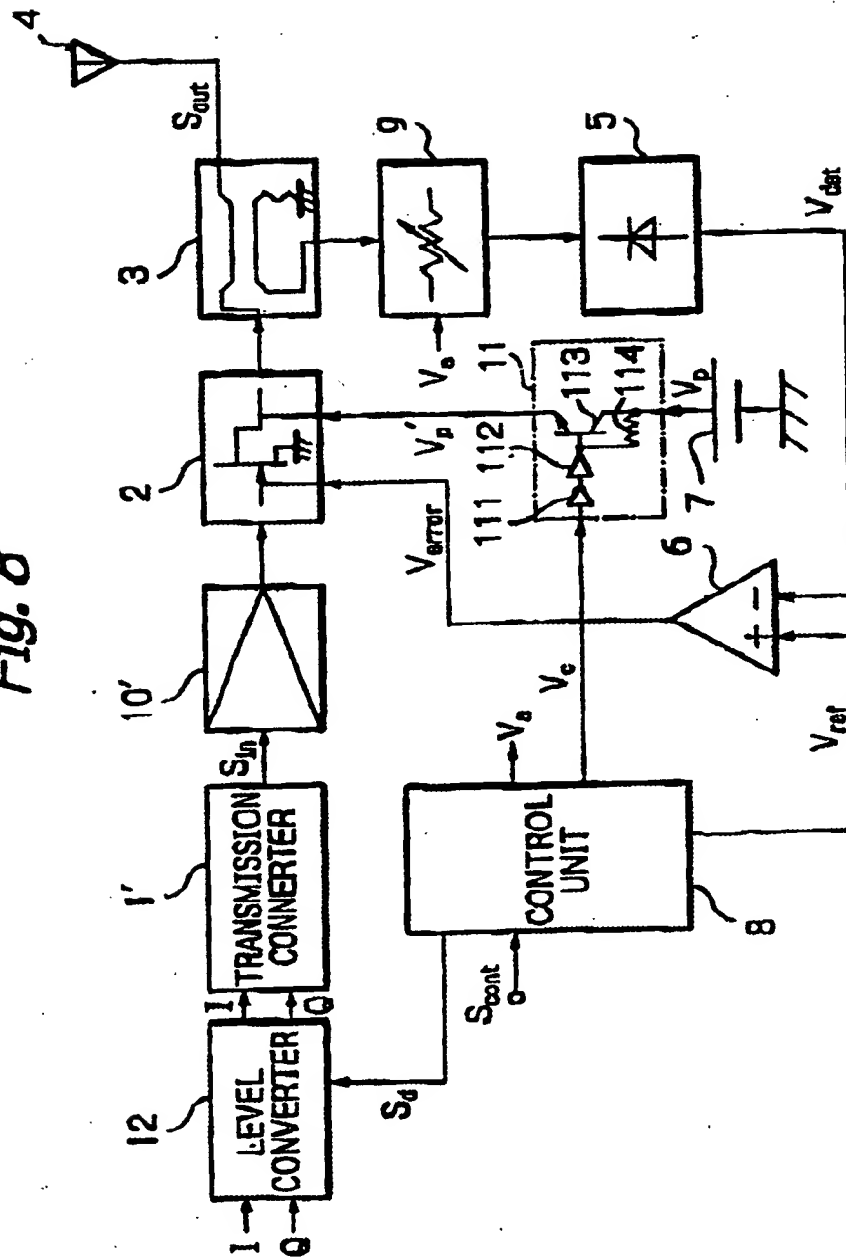 Fig. 8
I
Q
12
LEVEL
CONVERTER
I
Q
1'
TRANSMISSION
CONNERTER
Sin
10'
2
3
Sout
4
Sd
Scont
CONTROL
UNIT
8
Va
Vc
Verror
Vp'
Va
9
11
111
112
113
114
Vp
7
6
+
-
5
Vref
Vdet